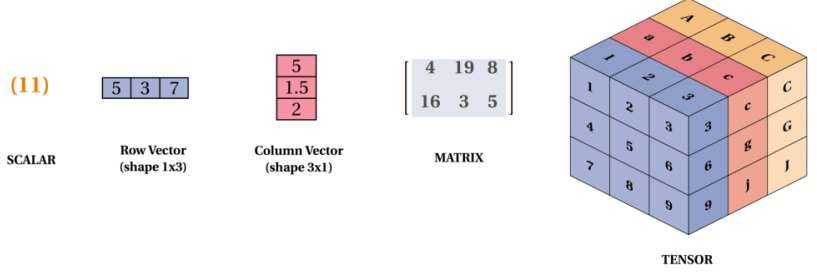 (11)
SCALAR
5 3 7
Row Vector
(shape 1x3)
5
1.5
2
Column Vector
(shape 3x1)
4 19 8
16 3 5
MATRIX
A B C
a b c
1 2 3
1 2 3
4 5 6
7 8 9
3 c C
6 g G
9 j J
TENSOR